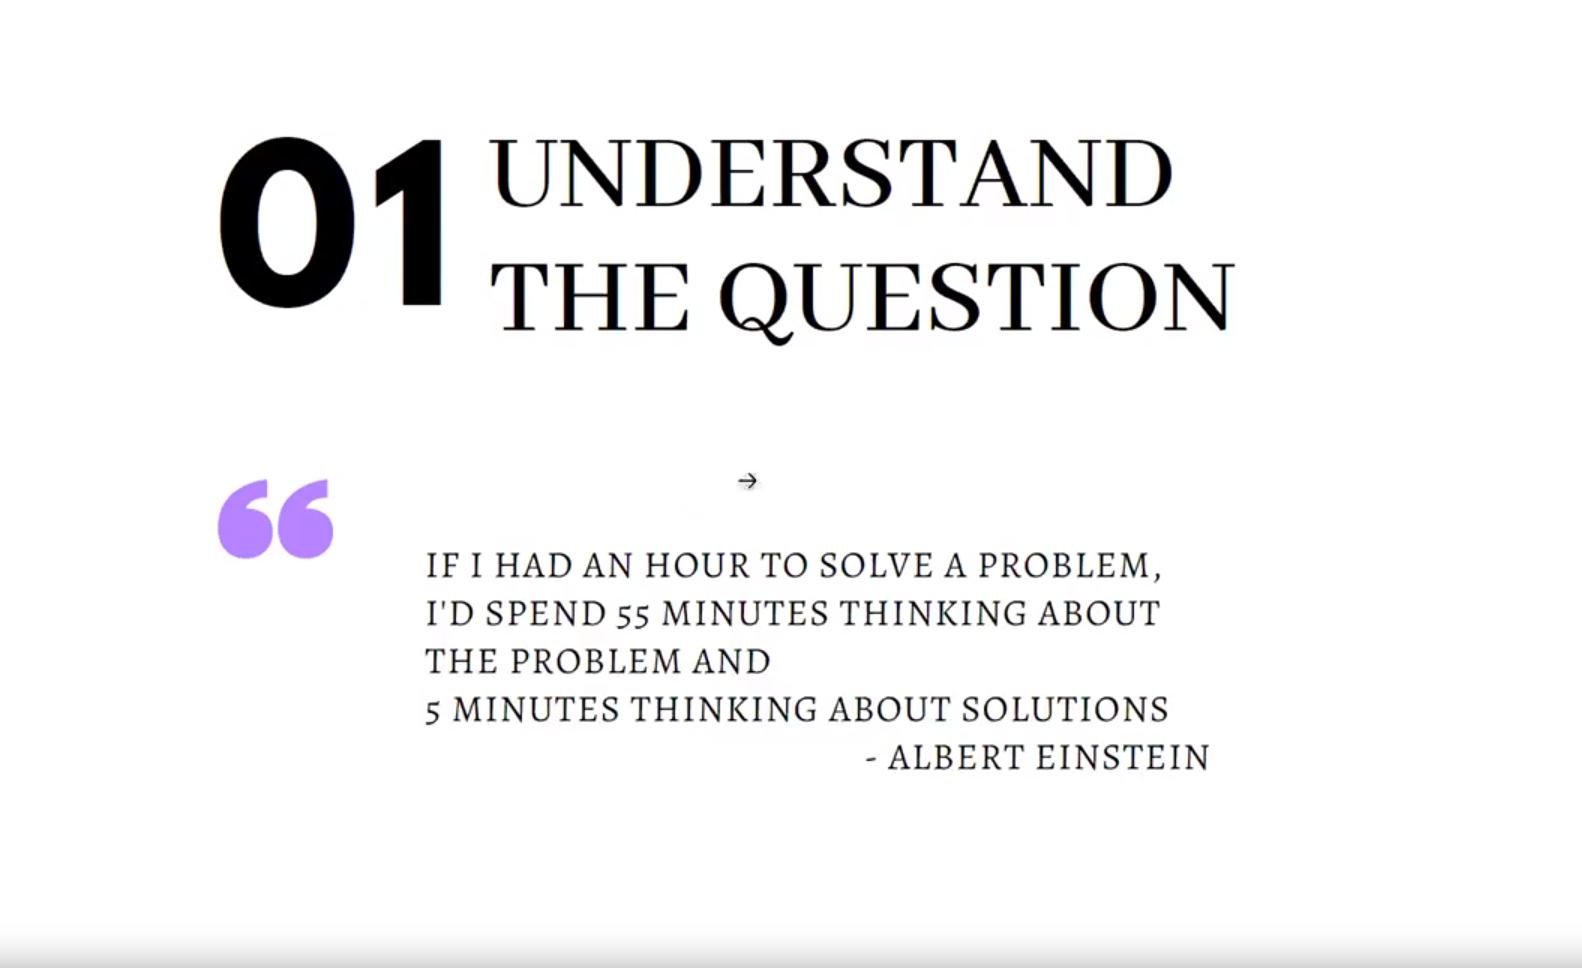 01 UNDERSTAND
THE QUESTION
“
IF I HAD AN HOUR TO SOLVE A PROBLEM,
I'D SPEND 55 MINUTES THINKING ABOUT
THE PROBLEM AND
5 MINUTES THINKING ABOUT SOLUTIONS
- ALBERT EINSTEIN